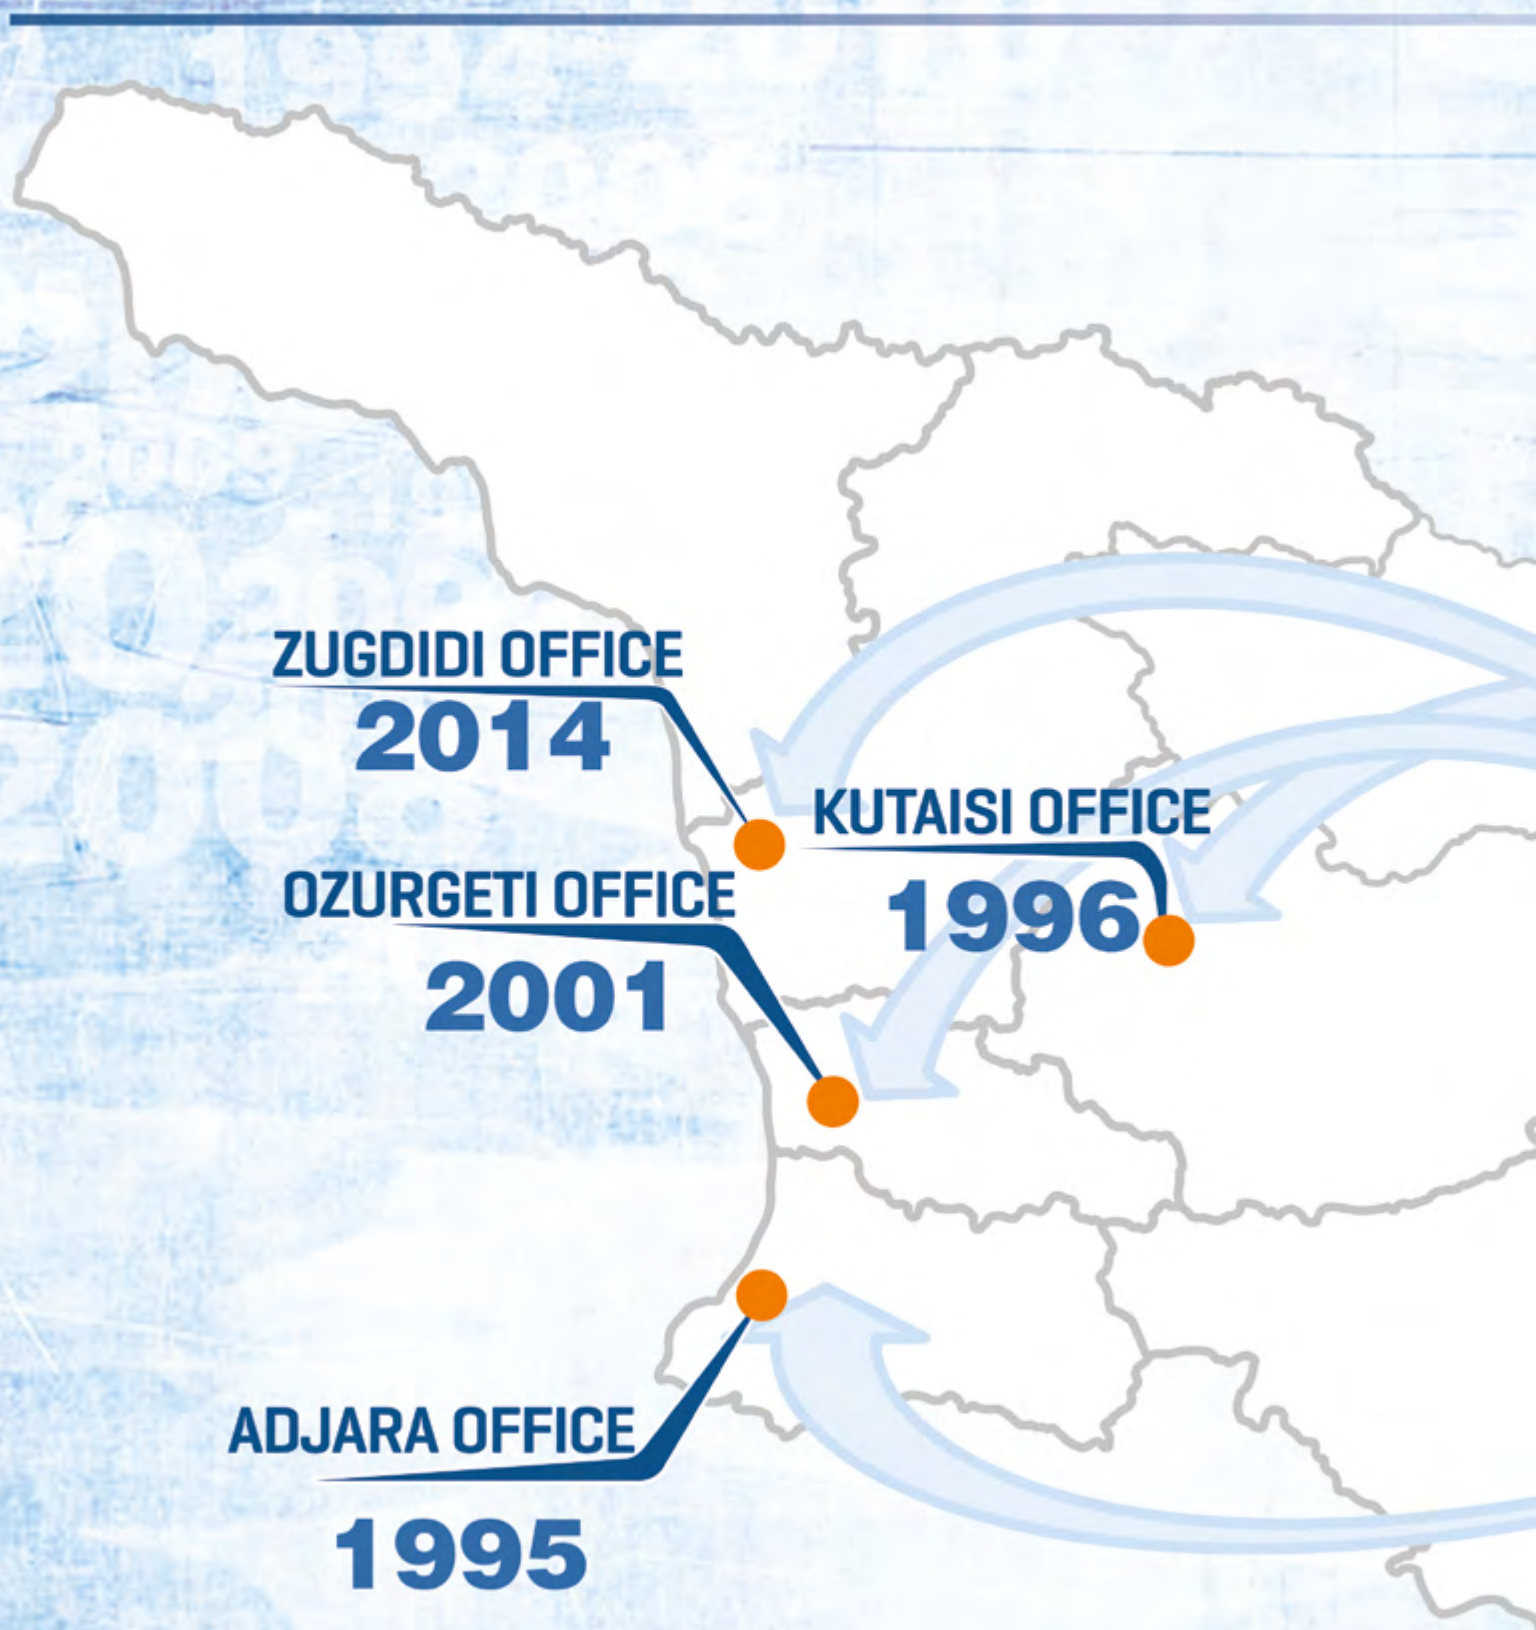 ZUGDIDI OFFICE
2014
KUTAISI OFFICE
1996
OZURGETI OFFICE
2001
ADJARA OFFICE
1995